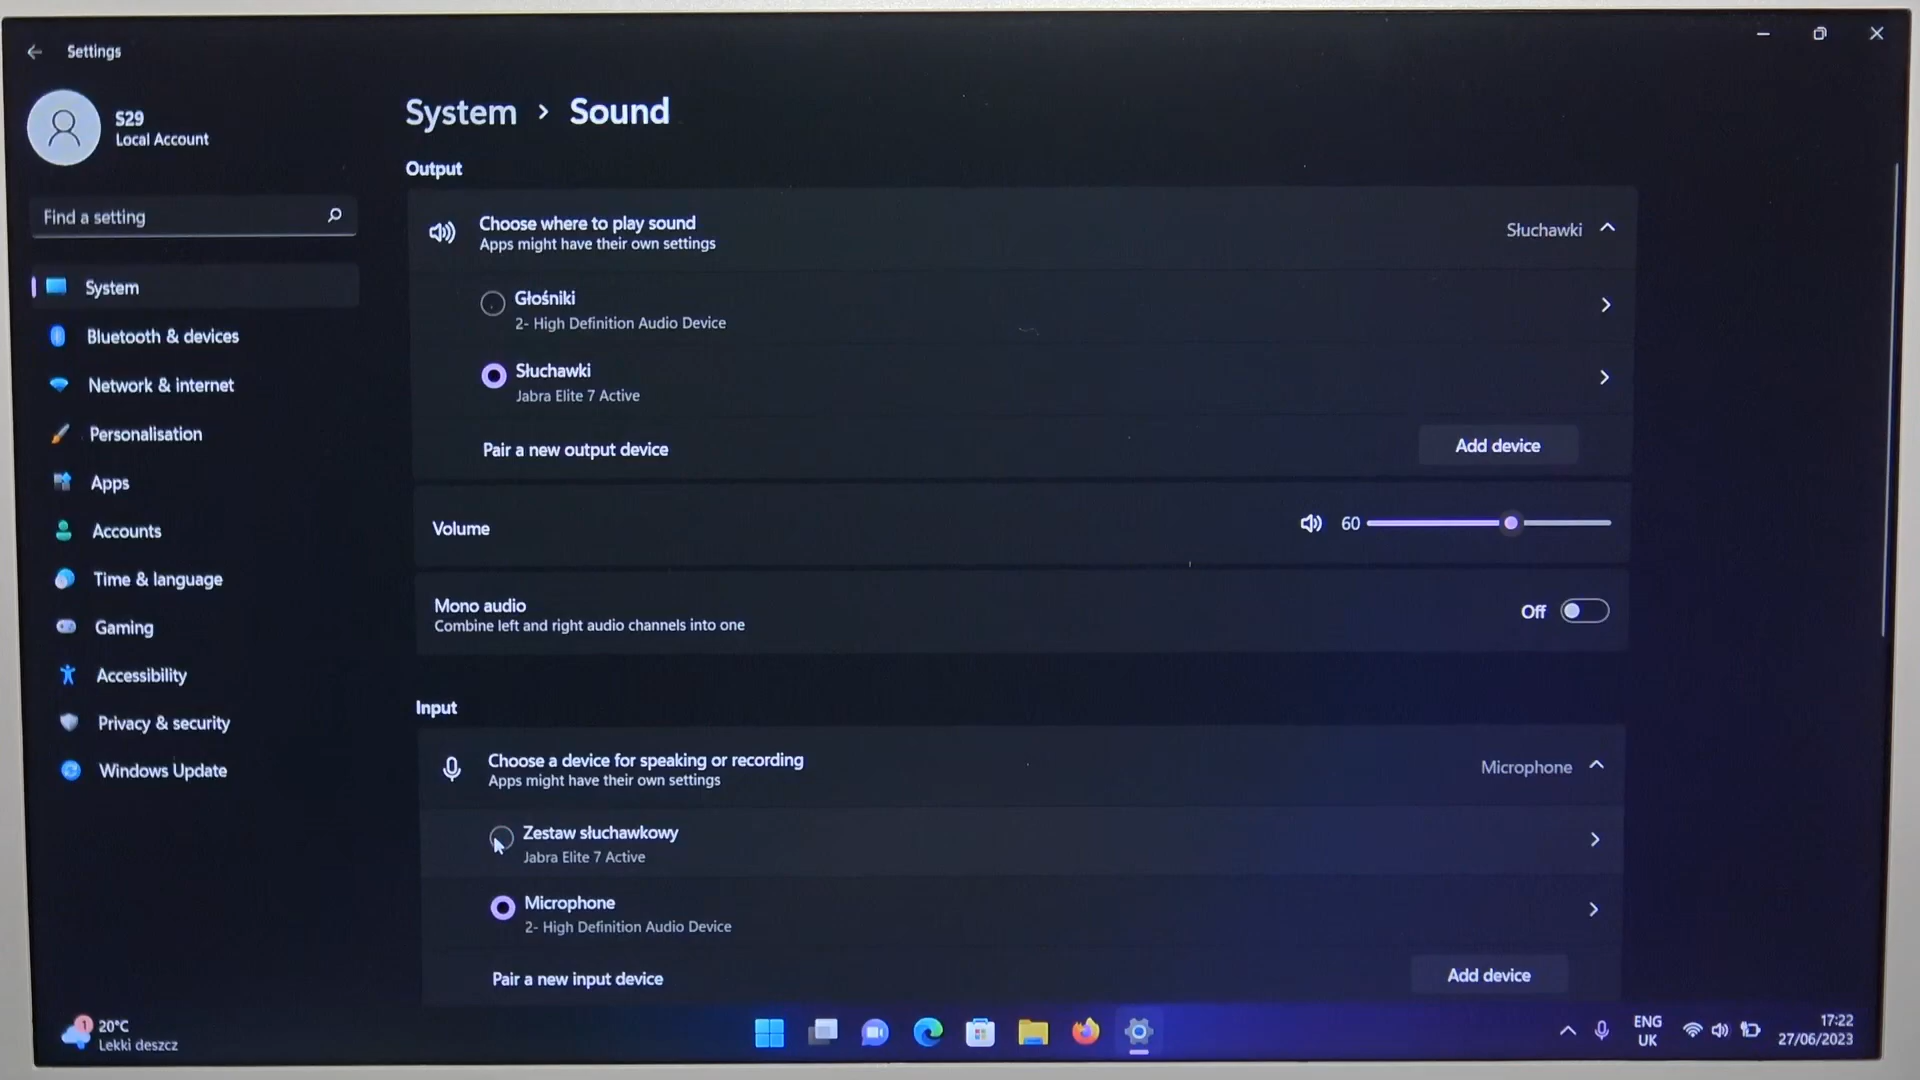 Settings
S29
Local Account
Find a setting
System
Bluetooth & devices
Network & internet
Personalisation
Apps
Accounts
Time & language
Gaming
Accessibility
Privacy & security
Windows Update
System > Sound
Output
Choose where to play sound
Apps might have their own settings
Słuchawki
Głośniki
2- High Definition Audio Device
Słuchawki
Jabra Elite 7 Active
Pair a new output device
Add device
Volume
60
Mono audio
Combine left and right audio channels into one
Off
Input
Choose a device for speaking or recording
Apps might have their own settings
Microphone
Zestaw słuchawkowy
Jabra Elite 7 Active
Microphone
2- High Definition Audio Device
Pair a new input device
Add device
1
20°C
Lekki deszcz
ENG
UK
17:22
27/06/2023